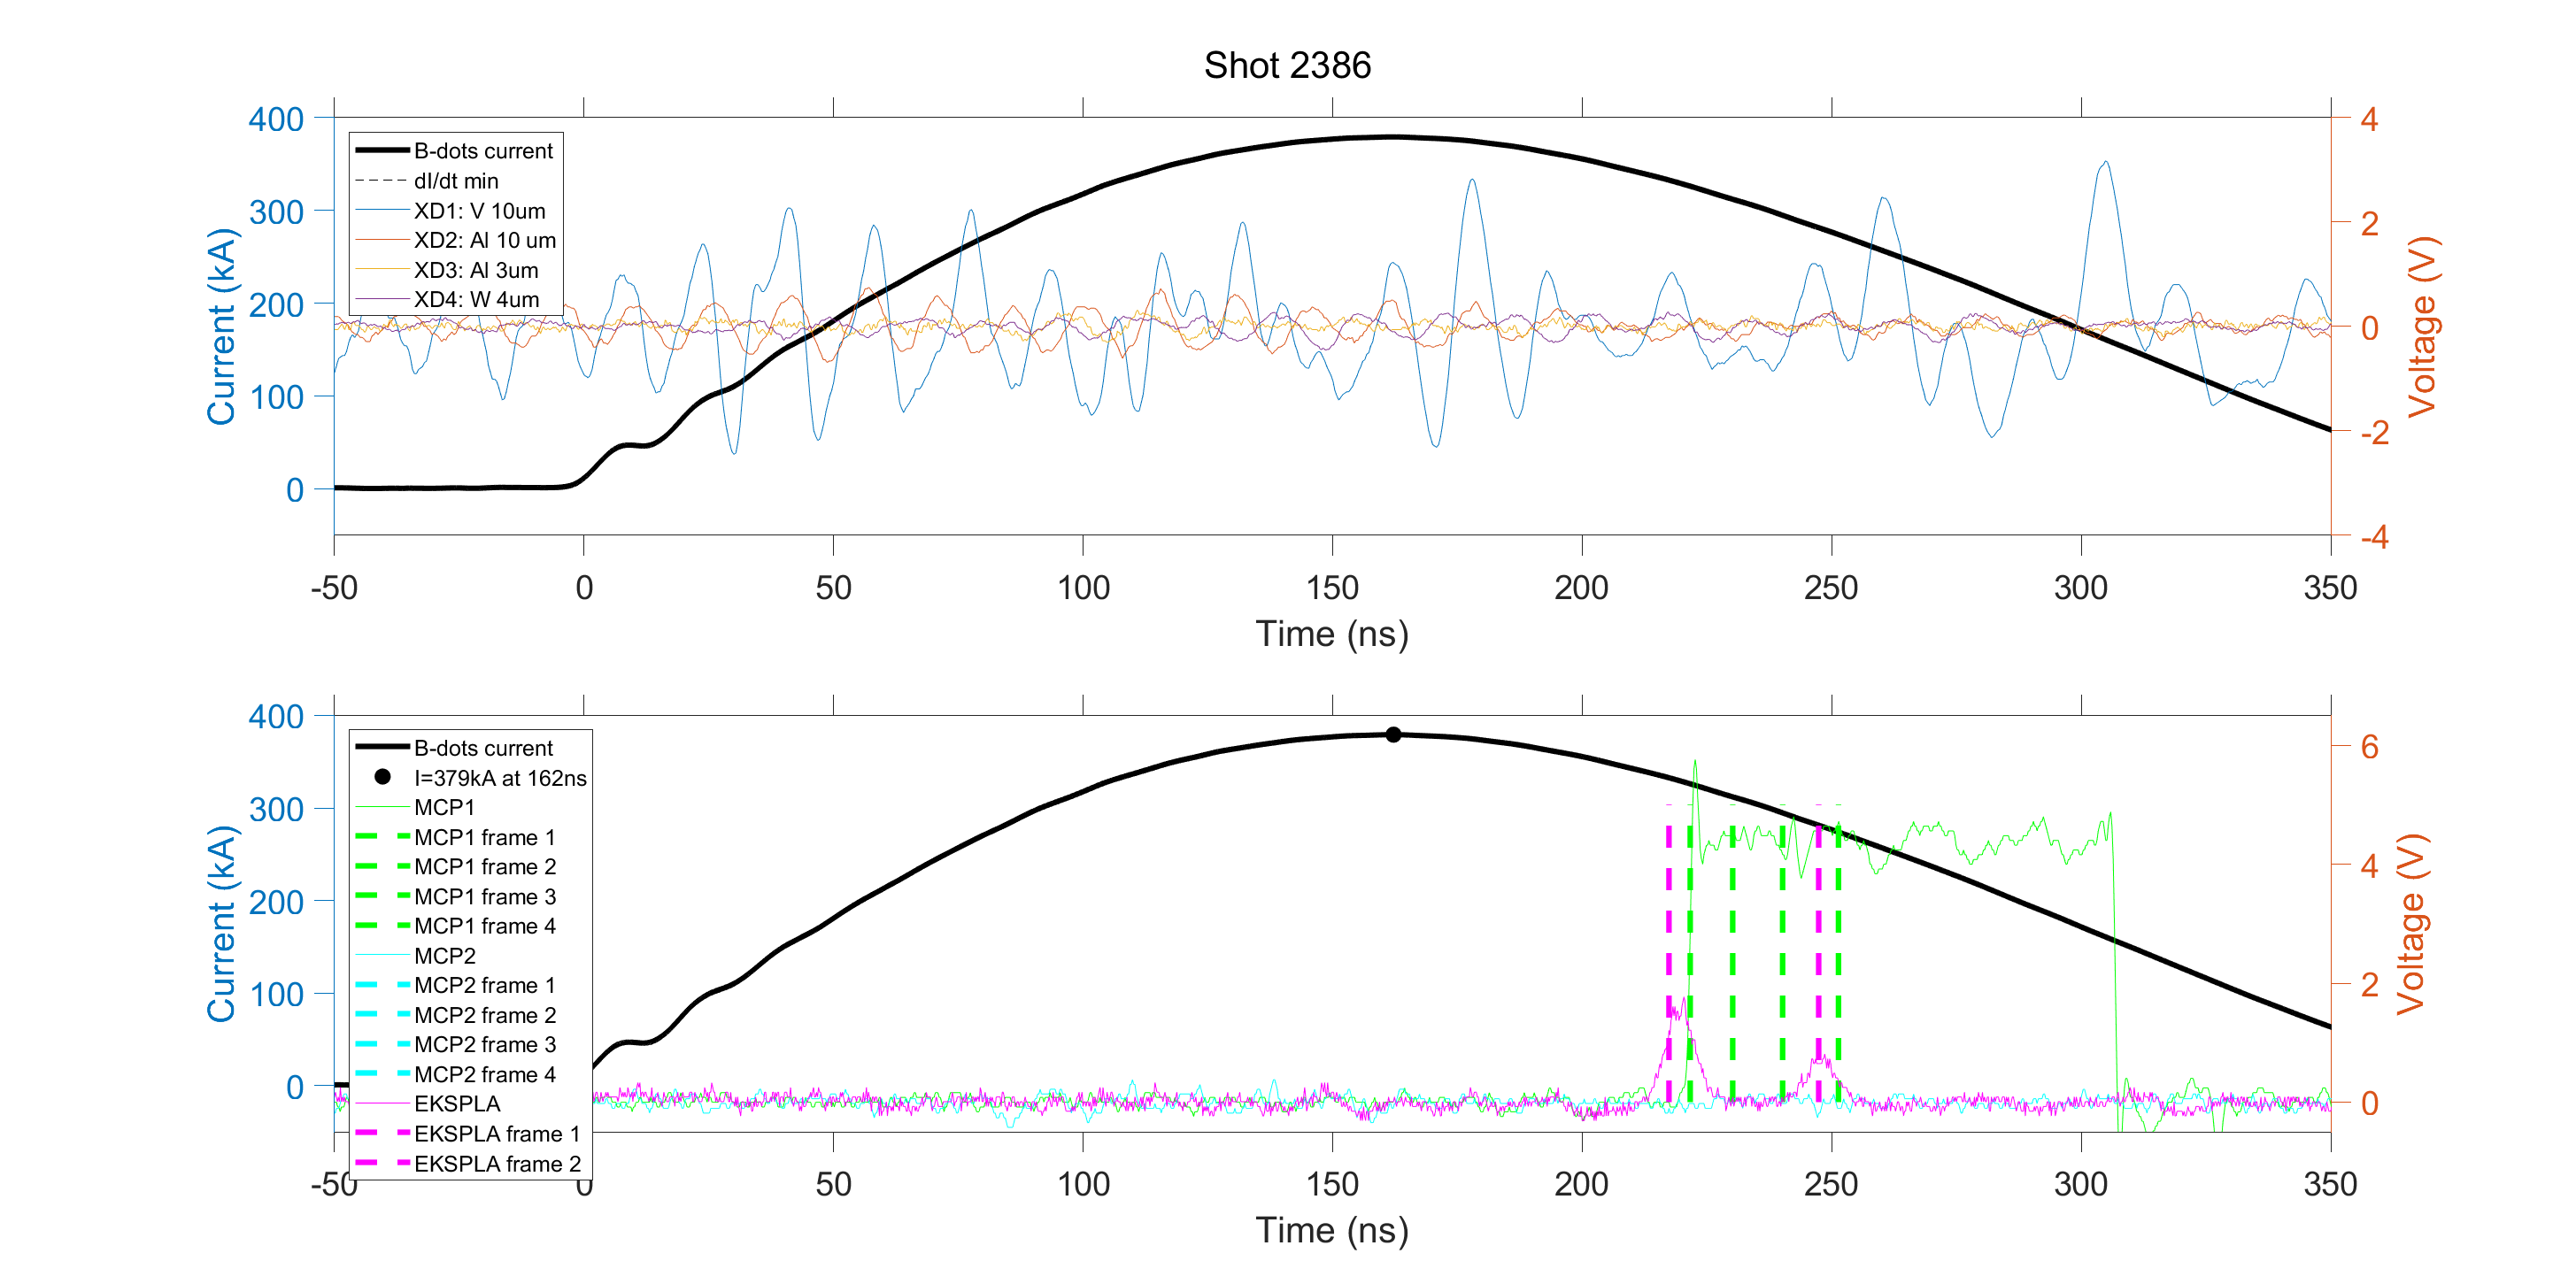 Shot 2386
400
300
200
100
0
Current (kA)
4
2
0
-2
-4
Voltage (V)
B-dots current
dI/dt min
XD1: V 10um
XD2: Al 10 um
XD3: Al 3um
XD4: W 4um
-50 0 50 100 150 200 250 300 350
Time (ns)
400
300
200
100
0
Current (kA)
6
4
2
0
Voltage (V)
B-dots current
I=379kA at 162ns
MCP1
MCP1 frame 1
MCP1 frame 2
MCP1 frame 3
MCP1 frame 4
MCP2
MCP2 frame 1
MCP2 frame 2
MCP2 frame 3
MCP2 frame 4
EKSPLA
EKSPLA frame 1
EKSPLA frame 2
-50 0 50 100 150 200 250 300 350
Time (ns)